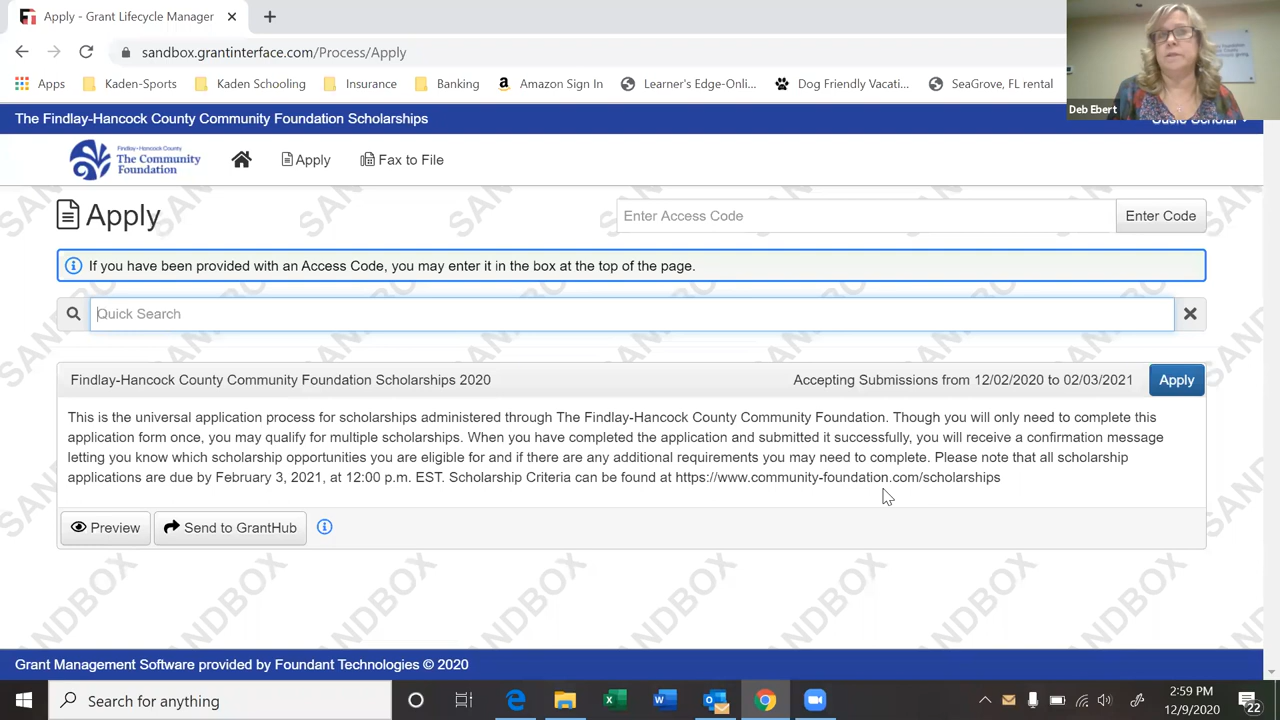 Apply - Grant Lifecycle Manager
sandbox.grantinterface.com/Process/Apply
Apps Kaden-Sports Kaden Schooling Insurance Banking Amazon Sign In Learner's Edge-Onli... Dog Friendly Vacati... SeaGrove, FL rental
Deb Ebert
The Findlay-Hancock County Community Foundation Scholarships
Susie Scholar
Findlay-Hancock County
The Community
Foundation
Apply Fax to File
Apply
Enter Access Code Enter Code
If you have been provided with an Access Code, you may enter it in the box at the top of the page.
Quick Search
Findlay-Hancock County Community Foundation Scholarships 2020 Accepting Submissions from 12/02/2020 to 02/03/2021 Apply
This is the universal application process for scholarships administered through The Findlay-Hancock County Community Foundation. Though you will only need to complete this
application form once, you may qualify for multiple scholarships. When you have completed the application and submitted it successfully, you will receive a confirmation message
letting you know which scholarship opportunities you are eligible for and if there are any additional requirements you may need to complete. Please note that all scholarship
applications are due by February 3, 2021, at 12:00 p.m. EST. Scholarship Criteria can be found at https://www.community-foundation.com/scholarships
Preview Send to GrantHub
SANDBOX
Grant Management Software provided by Foundant Technologies © 2020
Search for anything
2:59 PM
12/9/2020
22